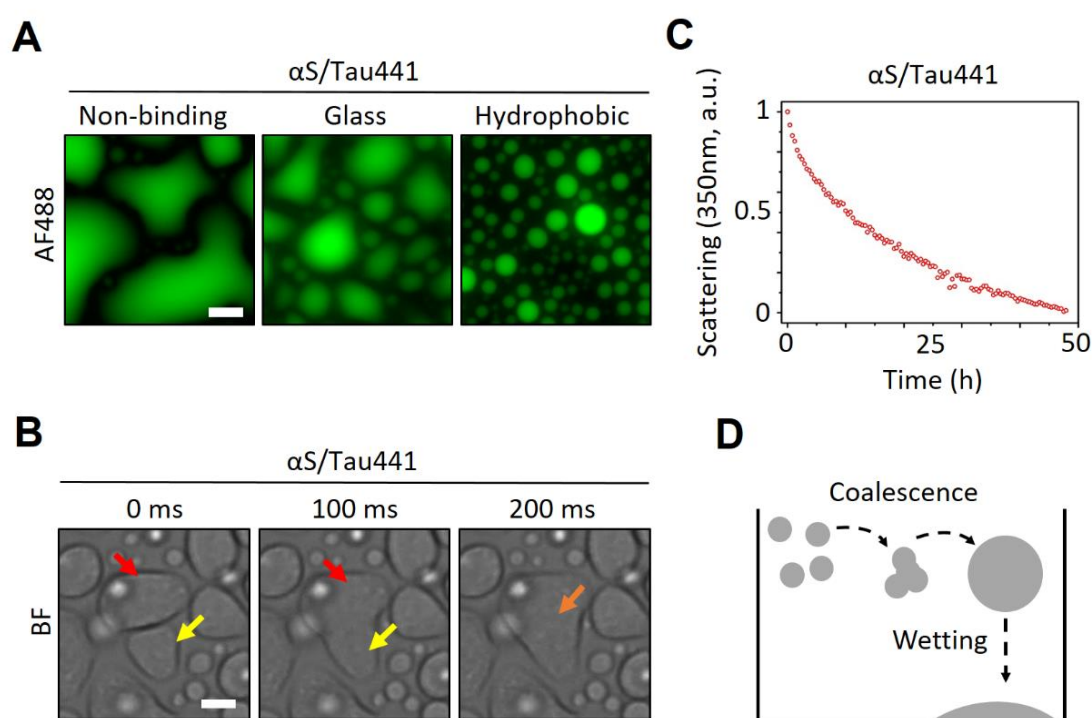 A
αS/Tau441
Non-binding Glass Hydrophobic
AF488
B
αS/Tau441
0 ms 100 ms 200 ms
BF
C
αS/Tau441
Scattering (350nm, a.u.)
1
0.5
0
0 25 50
Time (h)
D
Coalescence
Wetting